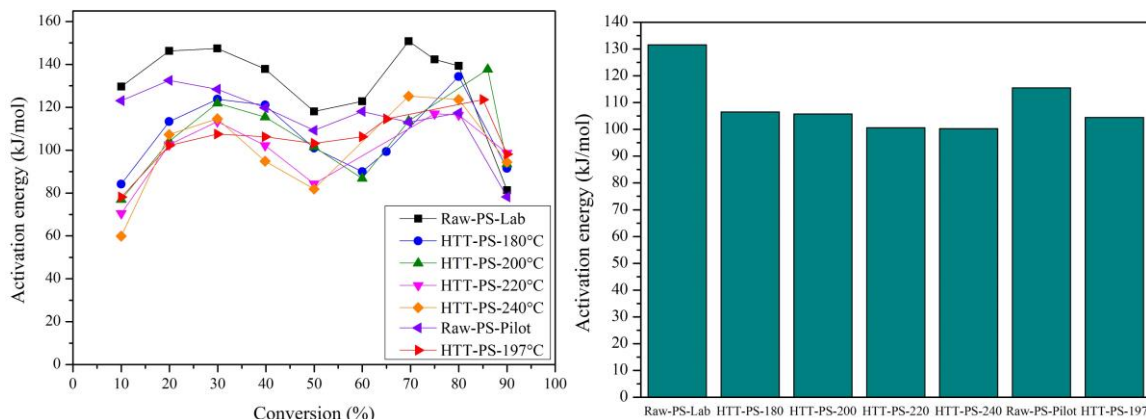 Activation energy (kJ/mol)
160
140
120
100
80
60
40
20
0
Raw-PS-Lab
HTT-PS-180°C
HTT-PS-200°C
HTT-PS-220°C
HTT-PS-240°C
Raw-PS-Pilot
HTT-PS-197°C
0 10 20 30 40 50 60 70 80 90 100
Conversion (%)
Activation energy (kJ/mol)
140
130
120
110
100
90
80
70
60
50
40
30
20
10
0
Raw-PS-Lab HTT-PS-180 HTT-PS-200 HTT-PS-220 HTT-PS-240 Raw-PS-Pilot HTT-PS-197